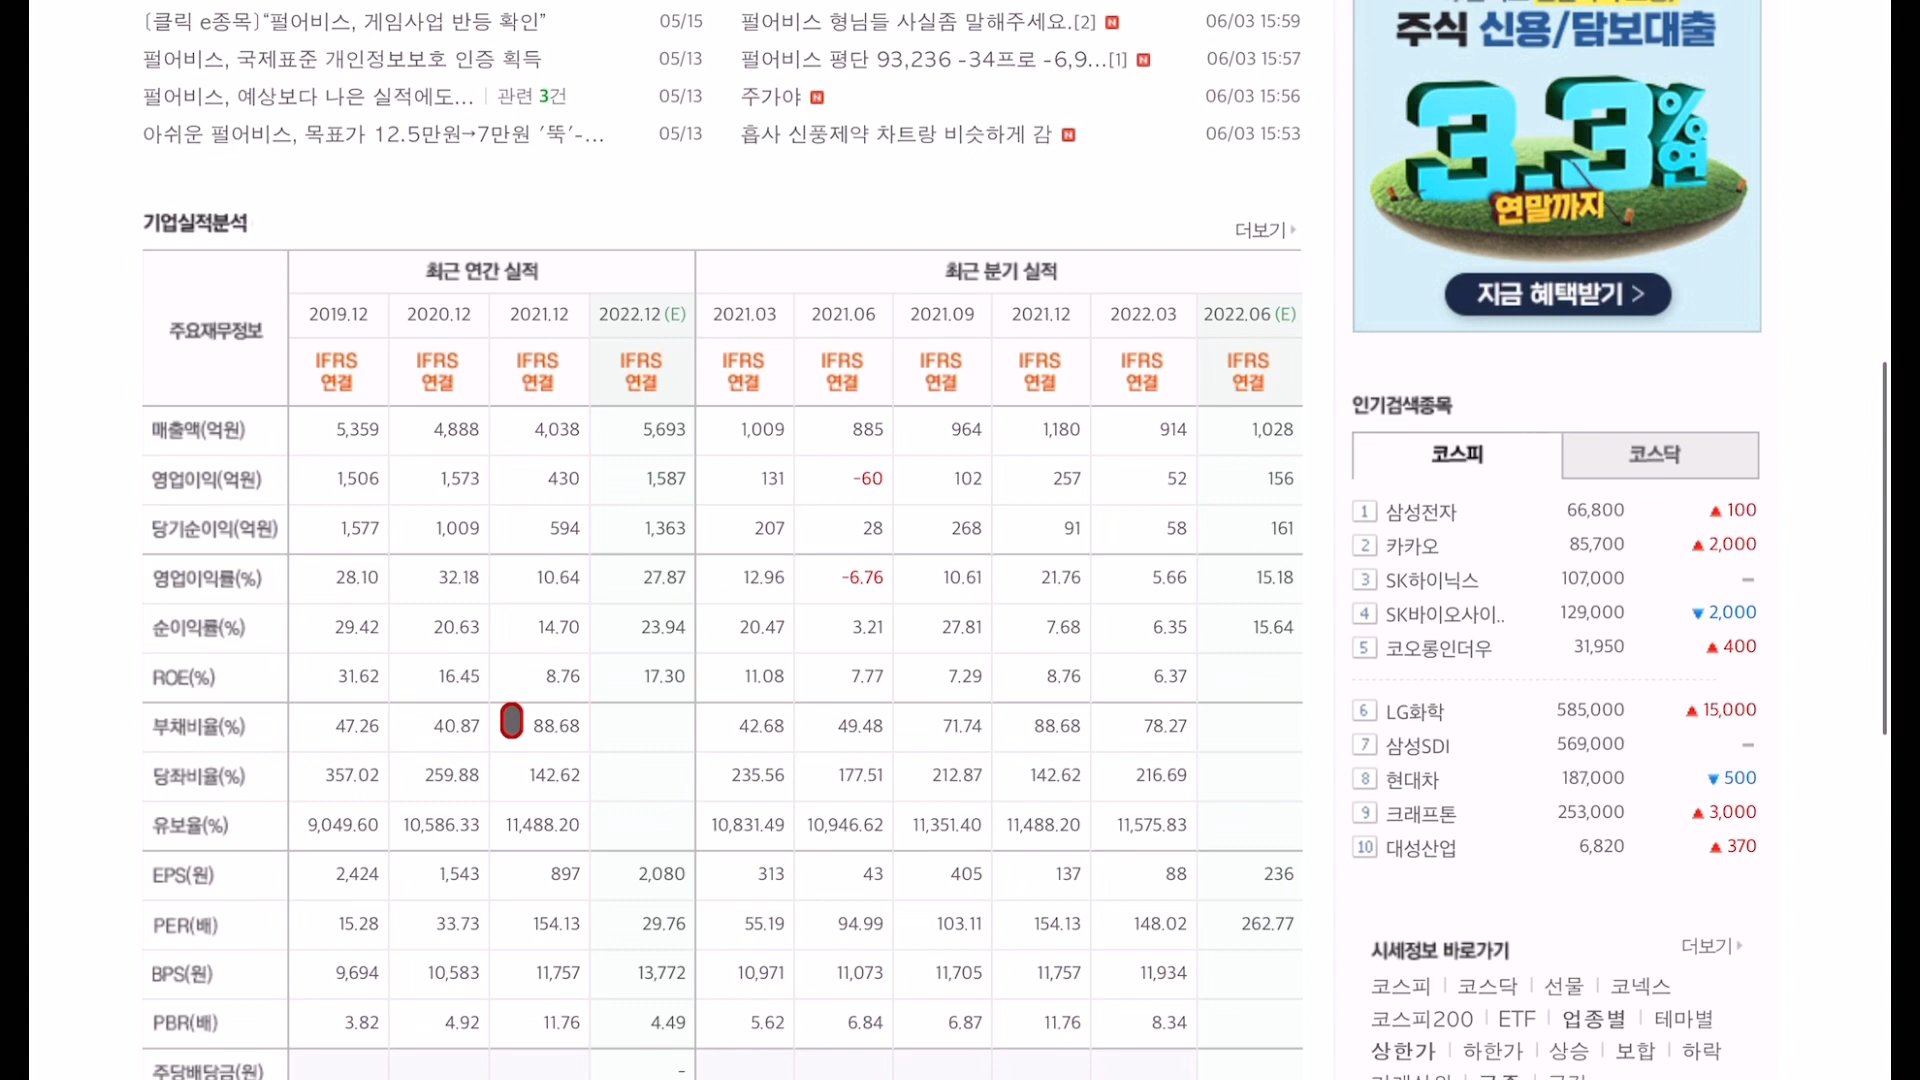 [클릭 e종목]"펄어비스, 게임사업 반등 확인" 05/15
펄어비스, 국제표준 개인정보보호 인증 획득 05/13
펄어비스, 예상보다 나은 실적에도... 관련 3건 05/13
아쉬운 펄어비스, 목표가 12.5만원→7만원 '뚝'-... 05/13
펄어비스 형님들 사실좀 말해주세요.[2] N 06/03 15:59
펄어비스 평단 93,236 -34프로 -6,9...[1] N 06/03 15:57
주가야 N 06/03 15:56
흡사 신풍제약 차트랑 비슷하게 감 N 06/03 15:53
기업실적분석 더보기
주요재무정보 최근 연간 실적 최근 분기 실적
2019.12 2020.12 2021.12 2022.12 (E) 2021.03 2021.06 2021.09 2021.12 2022.03 2022.06 (E)
IFRS IFRS IFRS IFRS IFRS IFRS IFRS IFRS IFRS IFRS
연결 연결 연결 연결 연결 연결 연결 연결 연결 연결
매출액(억원) 5,359 4,888 4,038 5,693 1,009 885 964 1,180 914 1,028
영업이익(억원) 1,506 1,573 430 1,587 131 -60 102 257 52 156
당기순이익(억원) 1,577 1,009 594 1,363 207 28 268 91 58 161
영업이익률(%) 28.10 32.18 10.64 27.87 12.96 -6.76 10.61 21.76 5.66 15.18
순이익률(%) 29.42 20.63 14.70 23.94 20.47 3.21 27.81 7.68 6.35 15.64
ROE(%) 31.62 16.45 8.76 17.30 11.08 7.77 7.29 8.76 6.37
부채비율(%) 47.26 40.87 88.68 42.68 49.48 71.74 88.68 78.27
당좌비율(%) 357.02 259.88 142.62 235.56 177.51 212.87 142.62 216.69
유보율(%) 9,049.60 10,586.33 11,488.20 10,831.49 10,946.62 11,351.40 11,488.20 11,575.83
EPS(원) 2,424 1,543 897 2,080 313 43 405 137 88 236
PER(배) 15.28 33.73 154.13 29.76 55.19 94.99 103.11 154.13 148.02 262.77
BPS(원) 9,694 10,583 11,757 13,772 10,971 11,073 11,705 11,757 11,934
PBR(배) 3.82 4.92 11.76 4.49 5.62 6.84 6.87 11.76 8.34
주당배당금(원) -
주식 신용/담보대출
3.3%
연
연말까지
지금 혜택받기 >
인기검색종목
코스피 코스닥
1 삼성전자 66,800 ▲ 100
2 카카오 85,700 ▲ 2,000
3 SK하이닉스 107,000 –
4 SK바이오사이.. 129,000 ▼ 2,000
5 코오롱인더우 31,950 ▲ 400
6 LG화학 585,000 ▲ 15,000
7 삼성SDI 569,000 –
8 현대차 187,000 ▼ 500
9 크래프톤 253,000 ▲ 3,000
10 대성산업 6,820 ▲ 370
시세정보 바로가기 더보기
코스피 | 코스닥 | 선물 | 코넥스
코스피200 | ETF | 업종별 | 테마별
상한가 | 하한가 | 상승 | 보합 | 하락